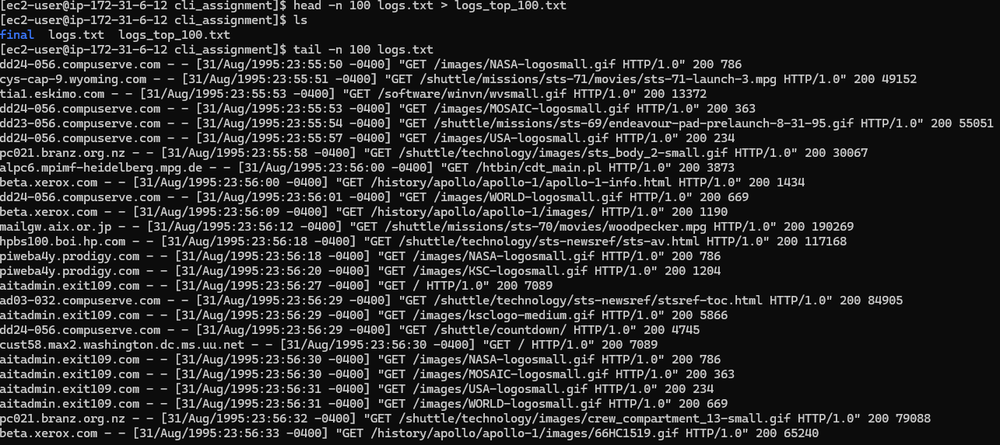 [ec2-user@ip-172-31-6-12 cli_assignment]$ head -n 100 logs.txt > logs_top_100.txt
[ec2-user@ip-172-31-6-12 cli_assignment]$ ls
final  logs.txt  logs_top_100.txt
[ec2-user@ip-172-31-6-12 cli_assignment]$ tail -n 100 logs.txt
dd24-056.compuserve.com - - [31/Aug/1995:23:55:50 -0400] "GET /images/NASA-logosmall.gif HTTP/1.0" 200 786
cys-cap-9.wyoming.com - - [31/Aug/1995:23:55:51 -0400] "GET /shuttle/missions/sts-71/movies/sts-71-launch-3.mpg HTTP/1.0" 200 49152
tia1.eskimo.com - - [31/Aug/1995:23:55:53 -0400] "GET /software/winvn/wvsmall.gif HTTP/1.0" 200 13372
dd24-056.compuserve.com - - [31/Aug/1995:23:55:53 -0400] "GET /images/MOSAIC-logosmall.gif HTTP/1.0" 200 363
dd23-056.compuserve.com - - [31/Aug/1995:23:55:54 -0400] "GET /shuttle/missions/sts-69/endeavour-pad-prelaunch-8-31-95.gif HTTP/1.0" 200 55051
dd24-056.compuserve.com - - [31/Aug/1995:23:55:57 -0400] "GET /images/USA-logosmall.gif HTTP/1.0" 200 234
pc021.branz.org.nz - - [31/Aug/1995:23:55:58 -0400] "GET /shuttle/technology/images/sts_body_2-small.gif HTTP/1.0" 200 30067
alpc6.mpimf-heidelberg.mpg.de - - [31/Aug/1995:23:56:00 -0400] "GET /htbin/cdt_main.pl HTTP/1.0" 200 3873
beta.xerox.com - - [31/Aug/1995:23:56:00 -0400] "GET /history/apollo/apollo-1/apollo-1-info.html HTTP/1.0" 200 1434
dd24-056.compuserve.com - - [31/Aug/1995:23:56:01 -0400] "GET /images/WORLD-logosmall.gif HTTP/1.0" 200 669
beta.xerox.com - - [31/Aug/1995:23:56:09 -0400] "GET /history/apollo/apollo-1/images/ HTTP/1.0" 200 1190
mailgw.aix.or.jp - - [31/Aug/1995:23:56:12 -0400] "GET /shuttle/missions/sts-70/movies/woodpecker.mpg HTTP/1.0" 200 190269
hpbs100.boi.hp.com - - [31/Aug/1995:23:56:18 -0400] "GET /shuttle/technology/sts-newsref/sts-av.html HTTP/1.0" 200 117168
piweba4y.prodigy.com - - [31/Aug/1995:23:56:18 -0400] "GET /images/NASA-logosmall.gif HTTP/1.0" 200 786
piweba4y.prodigy.com - - [31/Aug/1995:23:56:20 -0400] "GET /images/KSC-logosmall.gif HTTP/1.0" 200 1204
aitadmin.exit109.com - - [31/Aug/1995:23:56:27 -0400] "GET / HTTP/1.0" 200 7089
ad03-032.compuserve.com - - [31/Aug/1995:23:56:29 -0400] "GET /shuttle/technology/sts-newsref/stsref-toc.html HTTP/1.0" 200 84905
aitadmin.exit109.com - - [31/Aug/1995:23:56:29 -0400] "GET /images/ksclogo-medium.gif HTTP/1.0" 200 5866
dd24-056.compuserve.com - - [31/Aug/1995:23:56:29 -0400] "GET /shuttle/countdown/ HTTP/1.0" 200 4745
cust58.max2.washington.dc.ms.uu.net - - [31/Aug/1995:23:56:30 -0400] "GET / HTTP/1.0" 200 7089
aitadmin.exit109.com - - [31/Aug/1995:23:56:30 -0400] "GET /images/NASA-logosmall.gif HTTP/1.0" 200 786
aitadmin.exit109.com - - [31/Aug/1995:23:56:30 -0400] "GET /images/MOSAIC-logosmall.gif HTTP/1.0" 200 363
aitadmin.exit109.com - - [31/Aug/1995:23:56:31 -0400] "GET /images/USA-logosmall.gif HTTP/1.0" 200 234
aitadmin.exit109.com - - [31/Aug/1995:23:56:31 -0400] "GET /images/WORLD-logosmall.gif HTTP/1.0" 200 669
pc021.branz.org.nz - - [31/Aug/1995:23:56:32 -0400] "GET /shuttle/technology/images/crew_compartment_13-small.gif HTTP/1.0" 200 79088
beta.xerox.com - - [31/Aug/1995:23:56:33 -0400] "GET /history/apollo/apollo-1/images/66HC1519.gif HTTP/1.0" 200 65240